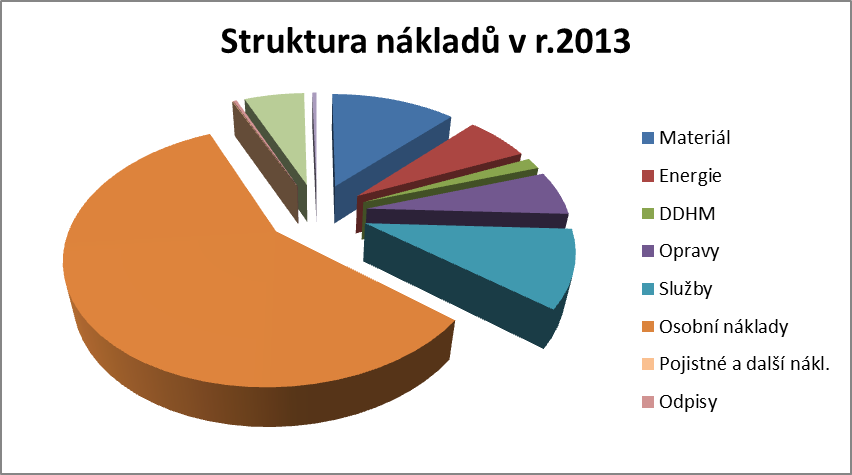 Struktura nákladů v r.2013
Materiál
Energie
DDHM
Opravy
Služby
Osobní náklady
Pojistné a další nákl.
Odpisy